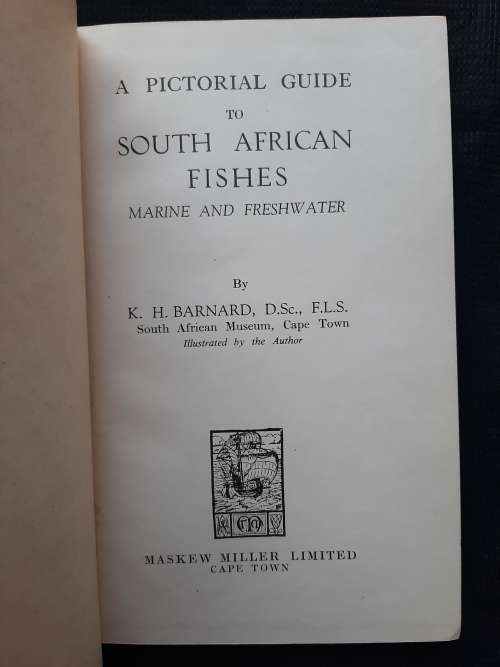 A PICTORIAL GUIDE
TO
SOUTH AFRICAN
FISHES
MARINE AND FRESHWATER
By
K. H. BARNARD, D.Sc., F.L.S.
South African Museum, Cape Town
Illustrated by the Author
MASKEW MILLER LIMITED
CAPE TOWN